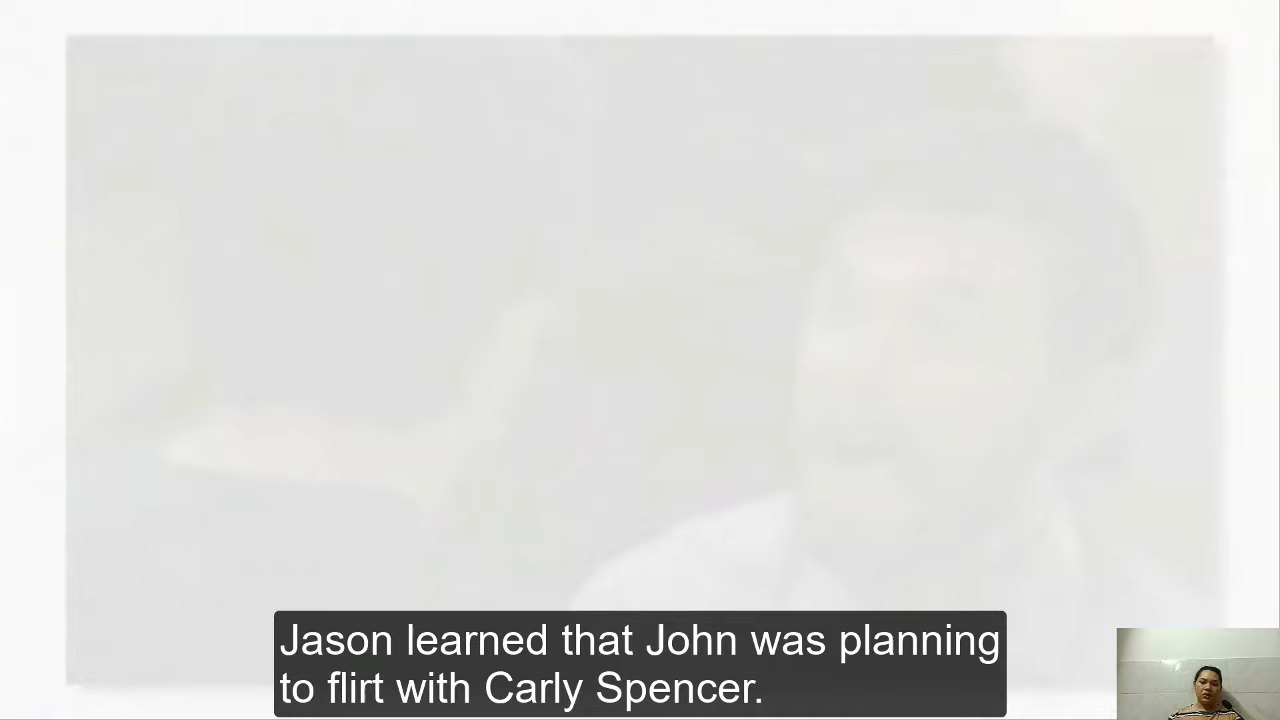 Jason learned that John was planning
to flirt with Carly Spencer.